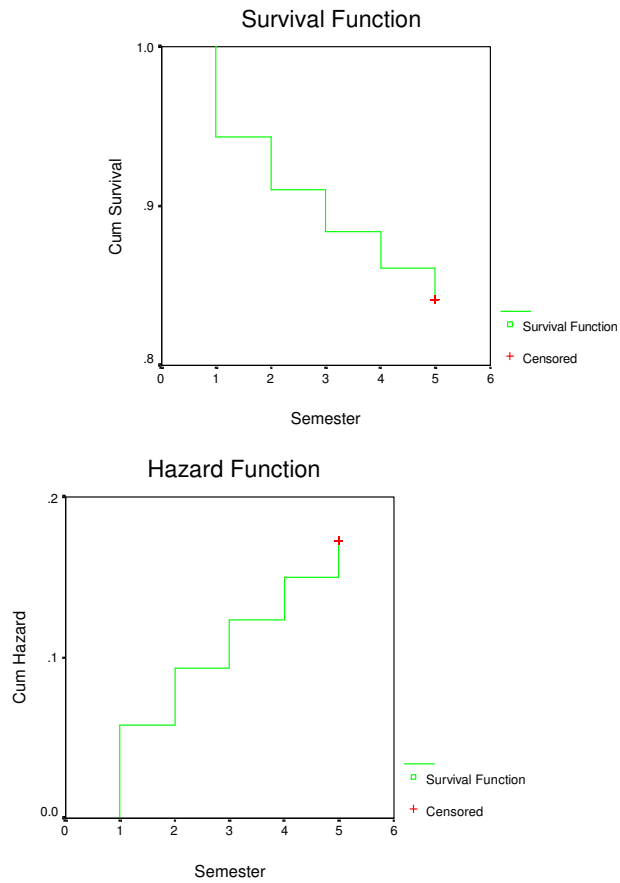 Survival Function
1.0
.9
.8
Cum Survival
0 1 2 3 4 5 6
Semester
Survival Function
Censored
Hazard Function
.2
.1
0.0
Cum Hazard
0 1 2 3 4 5 6
Semester
Survival Function
Censored